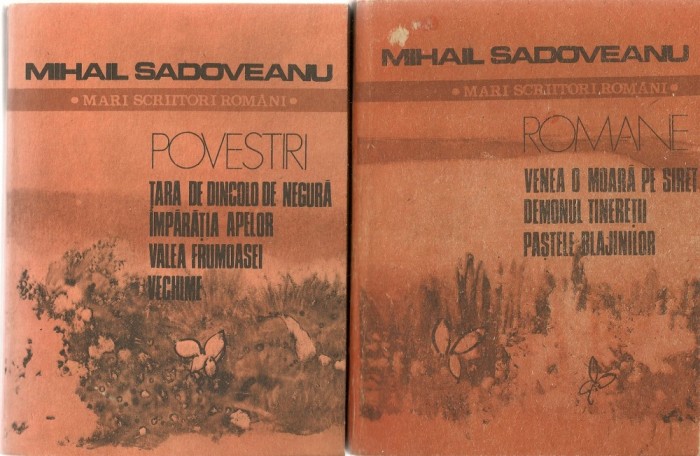 MIHAIL SADOVEANU
• MARI SCRIITORI ROMÂNI •
POVESTIRI
ȚARA DE DINCOLO DE NEGURĂ
ÎMPĂRĂȚIA APELOR
VALEA FRUMOASEI
VECHIME
MIHAIL SADOVEANU
• MARI SCRIITORI ROMÂNI •
ROMANE
VENEA O MOARĂ PE SIRET
DEMONUL TINEREȚII
PAȘTELE BLAJINILOR